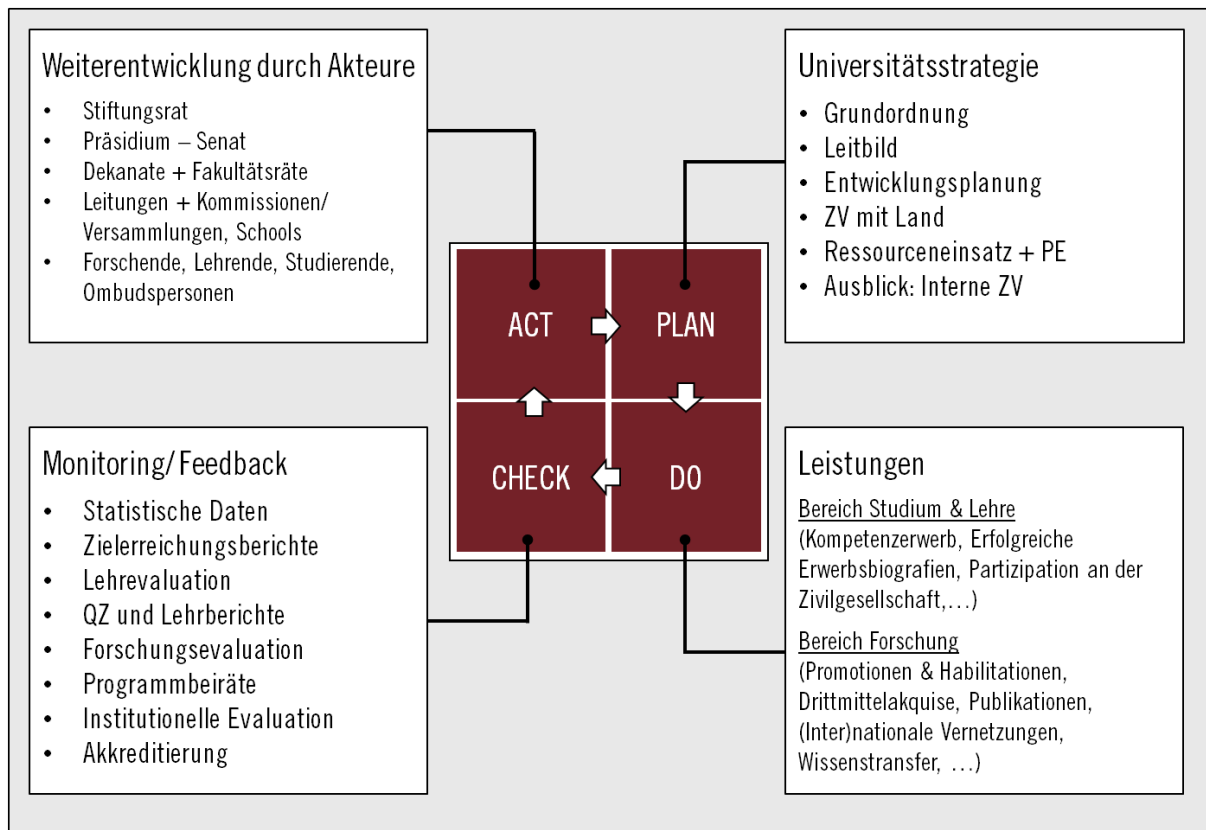 Weiterentwicklung durch Akteure
• Stiftungsrat
• Präsidium – Senat
• Dekanate + Fakultätsräte
• Leitungen + Kommissionen/
Versammlungen, Schools
• Forschende, Lehrende, Studierende,
Ombudspersonen
Universitätsstrategie
• Grundordnung
• Leitbild
• Entwicklungsplanung
• ZV mit Land
• Ressourceneinsatz + PE
• Ausblick: Interne ZV
ACT
PLAN
CHECK
DO
Monitoring/ Feedback
• Statistische Daten
• Zielerreichungsberichte
• Lehrevaluation
• QZ und Lehrberichte
• Forschungsevaluation
• Programmbeiräte
• Institutionelle Evaluation
• Akkreditierung
Leistungen
Bereich Studium & Lehre
(Kompetenzerwerb, Erfolgreiche
Erwerbsbiografien, Partizipation an der
Zivilgesellschaft,…)
Bereich Forschung
(Promotionen & Habilitationen,
Drittmittelakquise, Publikationen,
(Inter)nationale Vernetzungen,
Wissenstransfer, …)